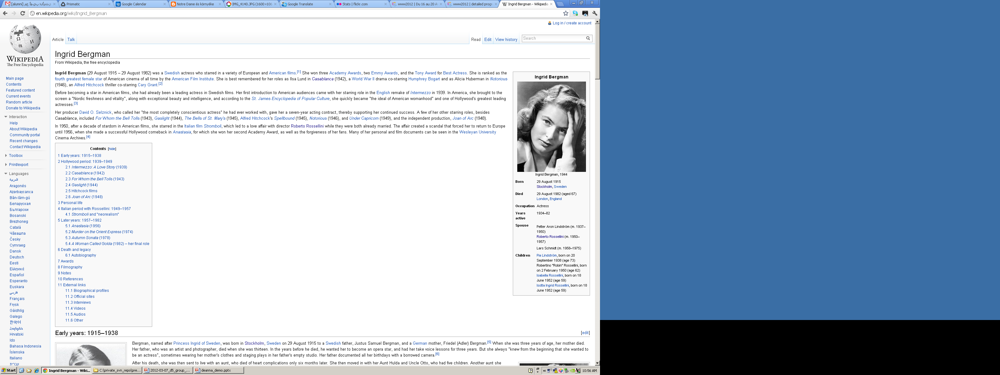 [alumni]
Prismatic
Google Calendar
Notre Dame és környéke
IMG_4140.JPG (1600×106
Google Translate
Stats | flickr.com
www2012 | Du 16 au 20 A
www2012 | detailed prog
Ingrid Bergman - Wikipedia
en.wikipedia.org/wiki/Ingrid_Bergman
Log in / create account
Article Talk
Read Edit View history Search
WIKIPEDIA
The Free Encyclopedia
Main page
Contents
Featured content
Current events
Random article
Donate to Wikipedia
Interaction
Help
About Wikipedia
Community portal
Recent changes
Contact Wikipedia
Toolbox
Print/export
Languages
العربية
Aragonés
Azərbaycanca
Bân-lâm-gú
Беларуская
Български
Bosanski
Brezhoneg
Català
Чӑвашла
Česky
Cymraeg
Dansk
Deutsch
Eesti
Ελληνικά
Español
Esperanto
Euskara
فارسی
Français
Frysk
Gàidhlig
Galego
한국어
Հայերեն
Hrvatski
Ido
Bahasa Indonesia
Íslenska
Italiano
עברית
Ingrid Bergman
From Wikipedia, the free encyclopedia
Ingrid Bergman (29 August 1915 – 29 August 1982) was a Swedish actress who starred in a variety of European and American films.[1] She won three Academy Awards, two Emmy Awards, and the Tony Award for Best Actress. She is ranked as the
fourth greatest female star of American cinema of all time by the American Film Institute. She is best remembered for her roles as Ilsa Lund in Casablanca (1942), a World War II drama co-starring Humphrey Bogart and as Alicia Huberman in Notorious
(1946), an Alfred Hitchcock thriller co-starring Cary Grant.[2]
Before becoming a star in American films, she had already been a leading actress in Swedish films. Her first introduction to American audiences came with her starring role in the English remake of Intermezzo in 1939. In America, she brought to the
screen a "Nordic freshness and vitality", along with exceptional beauty and intelligence, and according to the St. James Encyclopedia of Popular Culture, she quickly became "the ideal of American womanhood" and one of Hollywood's greatest leading
actresses.[3]
Her producer David O. Selznick, who called her "the most completely conscientious actress" he had ever worked with, gave her a seven-year acting contract, thereby supporting her continued success. A few of her other starring roles, besides
Casablanca, included For Whom the Bell Tolls (1943), Gaslight (1944), The Bells of St. Mary's (1945), Alfred Hitchcock's Spellbound (1945), Notorious (1946), and Under Capricorn (1949), and the independent production, Joan of Arc (1948).
In 1950, after a decade of stardom in American films, she starred in the Italian film Stromboli, which led to a love affair with director Roberto Rossellini while they were both already married. The affair created a scandal that forced her to return to Europe
until 1956, when she made a successful Hollywood comeback in Anastasia, for which she won her second Academy Award, as well as the forgiveness of her fans. Many of her personal and film documents can be seen in the Wesleyan University
Cinema Archives.[4]
Contents [hide]
1 Early years: 1915–1938
2 Hollywood period: 1939–1949
2.1 Intermezzo: A Love Story (1939)
2.2 Casablanca (1942)
2.3 For Whom the Bell Tolls (1943)
2.4 Gaslight (1944)
2.5 Hitchcock films
2.6 Joan of Arc (1948)
3 Personal life
4 Italian period with Rossellini: 1949–1957
4.1 Stromboli and "neorealism"
5 Later years: 1957–1982
5.1 Anastasia (1956)
5.2 Murder on the Orient Express (1974)
5.3 Autumn Sonata (1978)
5.4 A Woman Called Golda (1982) – her final role
6 Death and legacy
6.1 Autobiography
7 Awards
8 Filmography
9 Notes
10 References
11 External links
11.1 Biographical profiles
11.2 Official sites
11.3 Interviews
11.4 Videos
11.5 Audios
11.6 Other
Ingrid Bergman
Ingrid Bergman, 1944
Born 29 August 1915
Stockholm, Sweden
Died 29 August 1982 (aged 67)
London, England
Occupation Actress
Years 1934–82
active
Spouse Petter Aron Lindström (m. 1937–
1950)
Roberto Rossellini (m. 1950–
1957)
Lars Schmidt (m. 1958–1975)
Children Pia Lindström, born on 20
September 1938 (age 73)
Robertino "Robin" Rossellini, born
on 2 February 1950 (age 62)
Isabella Rossellini, born on 18
June 1952 (age 59)
Isotta Ingrid Rossellini, born on 18
June 1952 (age 59)
Early years: 1915–1938 [edit]
Bergman, named after Princess Ingrid of Sweden, was born in Stockholm, Sweden on 29 August 1915 to a Swedish father, Justus Samuel Bergman, and a German mother, Friedel (Adler) Bergman.[5] When she was three years of age, her mother died.
Her father, who was an artist and photographer, died when she was thirteen. In the years before he died, he wanted her to become an opera star, and had her take voice lessons for three years. But she always "knew from the beginning that she wanted to
be an actress", sometimes wearing her mother's clothes and staging plays in her father's empty studio. Her father documented all her birthdays with a borrowed camera.[6]
After his death, she was then sent to live with an aunt, who died of heart complications only six months later. She then moved in with her Aunt Hulda and Uncle Otto, who had five children. Another aunt she
Start
Ingrid Bergman - Wiki...
C:\private_svn_repo\pre...
2012-03-07_d5_group_...
deanna_demo.pptx
10:56 AM